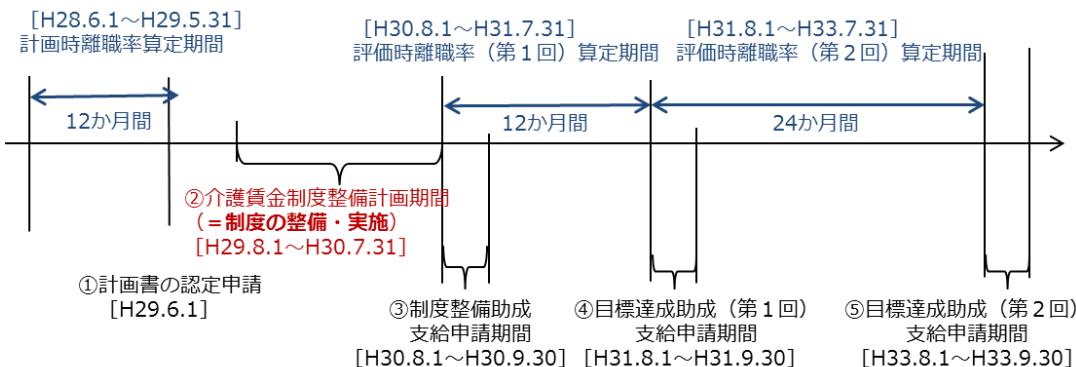 [H28.6.1～H29.5.31]
計画時離職率算定期間
[H30.8.1～H31.7.31]
評価時離職率（第１回）算定期間
[H31.8.1～H33.7.31]
評価時離職率（第２回）算定期間
12か月間
12か月間
24か月間
②介護賃金制度整備計画期間
（＝制度の整備・実施）
[H29.8.1～H30.7.31]
①計画書の認定申請
[H29.6.1]
③制度整備助成
支給申請期間
[H30.8.1～H30.9.30]
④目標達成助成（第１回）
支給申請期間
[H31.8.1～H31.9.30]
⑤目標達成助成（第２回）
支給申請期間
[H33.8.1～H33.9.30]